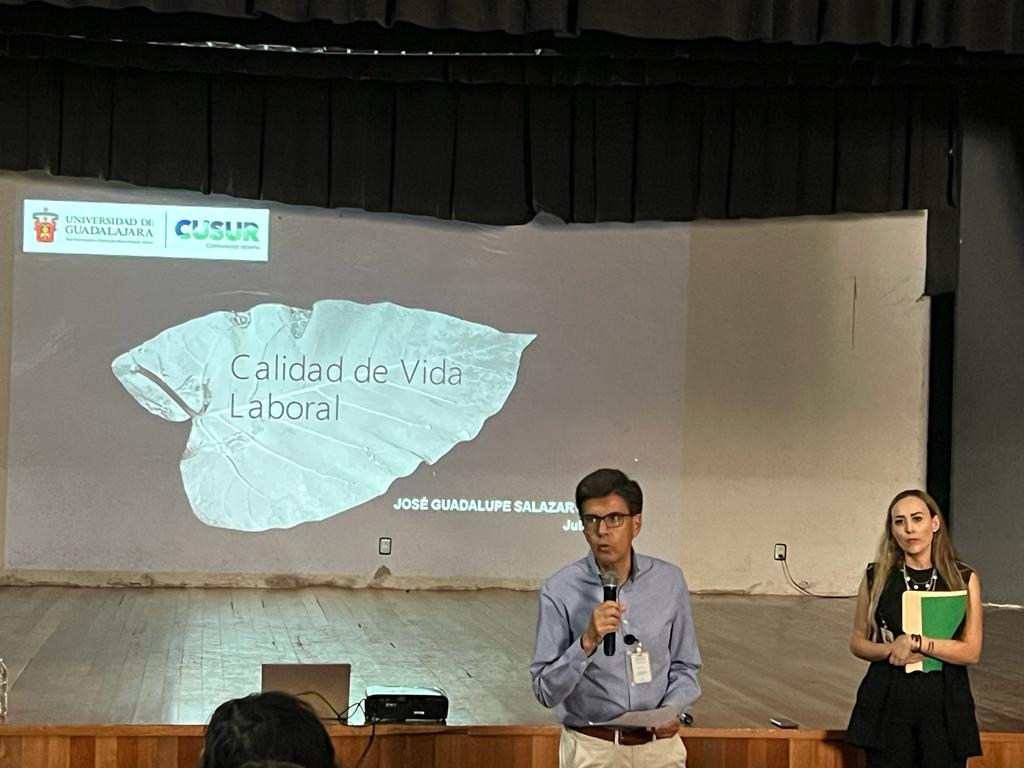 UNIVERSIDAD DE
GUADALAJARA
CUSUR
Calidad de Vida
Laboral
JOSÉ GUADALUPE SALAZAR